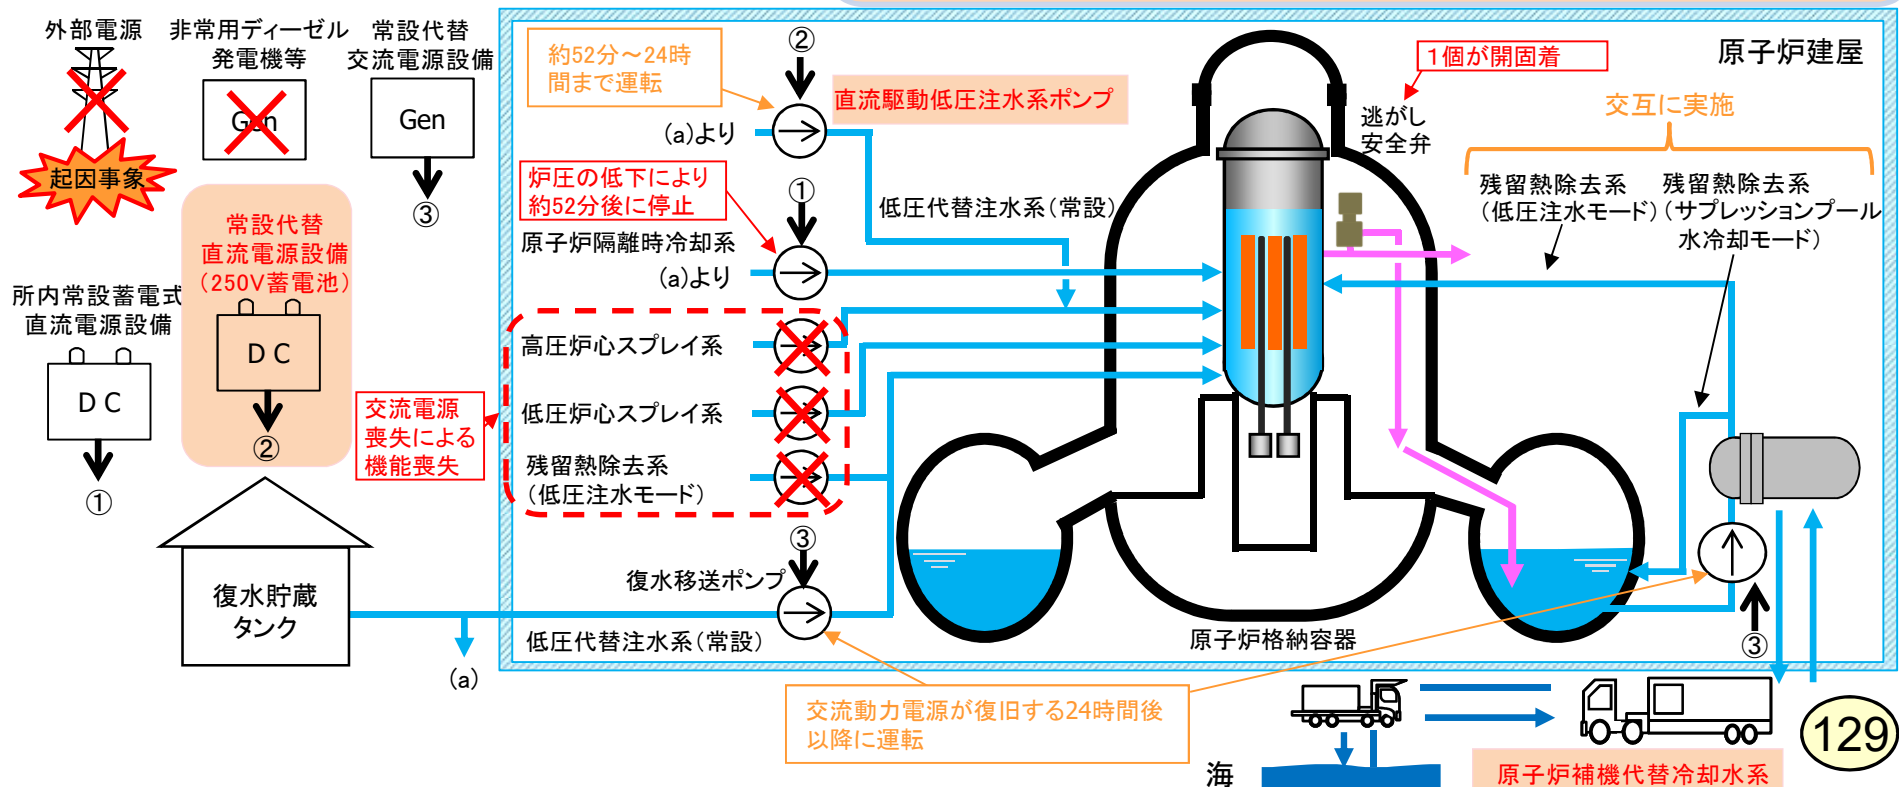 外部電源
非常用ディーゼル
発電機等
常設代替
交流電源設備
Gen
Gen
③
起因事象
常設代替
直流電源設備
(250V蓄電池)
DC
②
所内常設蓄電式
直流電源設備
DC
①
復水貯蔵
タンク
(a)
交流電源
喪失による
機能喪失
約52分~24時
間まで運転
②
直流駆動低圧注水系ポンプ
(a)より
炉圧の低下により
約52分後に停止
①
低圧代替注水系(常設)
原子炉隔離時冷却系
(a)より
高圧炉心スプレイ系
低圧炉心スプレイ系
残留熱除去系
(低圧注水モード)
③
復水移送ポンプ
低圧代替注水系(常設)
1個が開固着
逃がし
安全弁
原子炉建屋
交互に実施
残留熱除去系
(低圧注水モード)
残留熱除去系
(サプレッションプール
水冷却モード)
原子炉格納容器
③
交流動力電源が復旧する24時間後
以降に運転
海
原子炉補機代替冷却水系
129